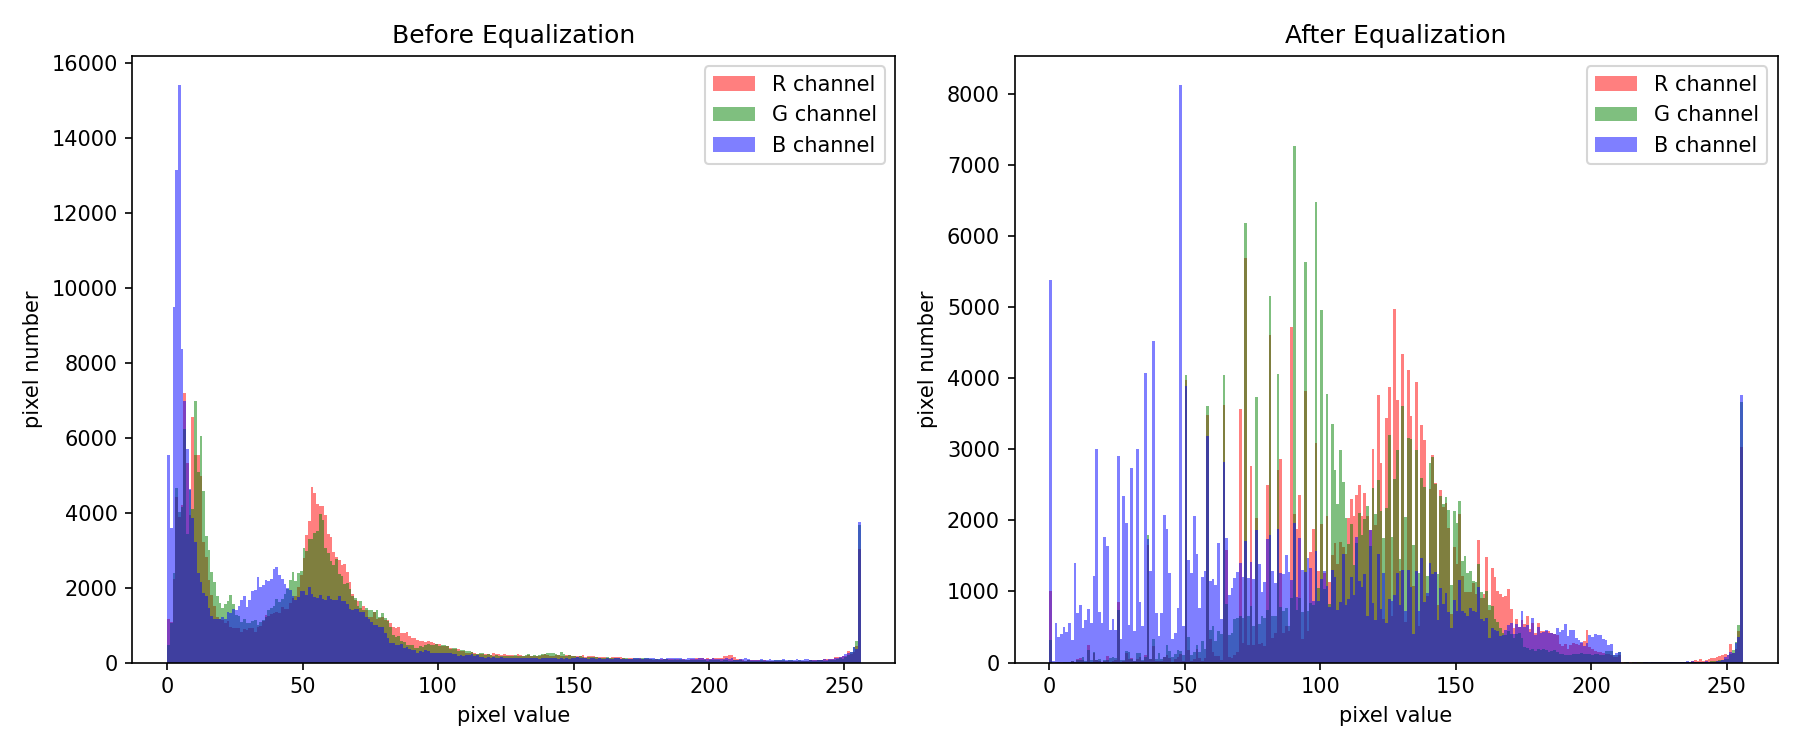 Before Equalization
16000
14000
12000
10000
8000
6000
4000
2000
0
pixel number
0 50 100 150 200 250
pixel value
R channel
G channel
B channel
After Equalization
8000
7000
6000
5000
4000
3000
2000
1000
0
pixel number
0 50 100 150 200 250
pixel value
R channel
G channel
B channel